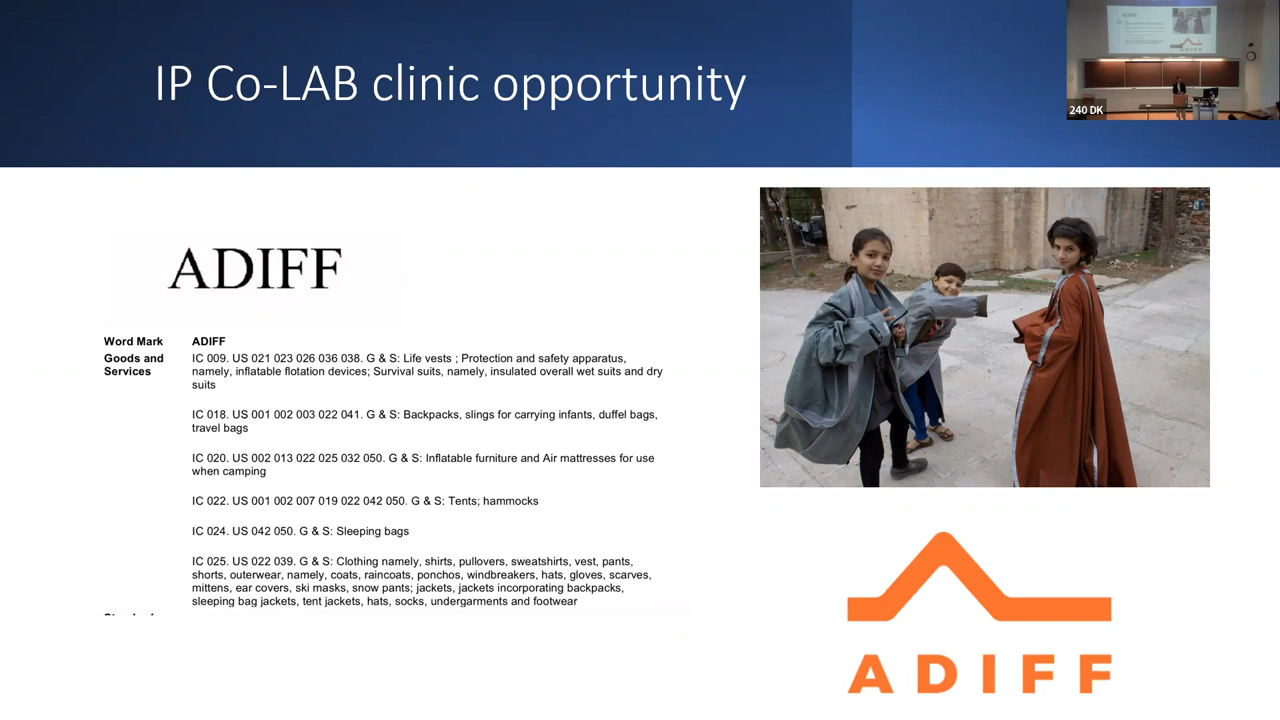 IP Co-LAB clinic opportunity
240 DK
ADIFF
Word Mark ADIFF
Goods and Services IC 009. US 021 023 026 036 038. G & S: Life vests ; Protection and safety apparatus,
namely, inflatable flotation devices; Survival suits, namely, insulated overall wet suits and dry
suits
IC 018. US 001 002 003 022 041. G & S: Backpacks, slings for carrying infants, duffel bags,
travel bags
IC 020. US 002 013 022 025 032 050. G & S: Inflatable furniture and Air mattresses for use
when camping
IC 022. US 001 002 007 019 022 042 050. G & S: Tents; hammocks
IC 024. US 042 050. G & S: Sleeping bags
IC 025. US 022 039. G & S: Clothing namely, shirts, pullovers, sweatshirts, vest, pants,
shorts, outerwear, namely, coats, raincoats, ponchos, windbreakers, hats, gloves, scarves,
mittens, ear covers, ski masks, snow pants; jackets, jackets incorporating backpacks,
sleeping bag jackets, tent jackets, hats, socks, undergarments and footwear
ADIFF